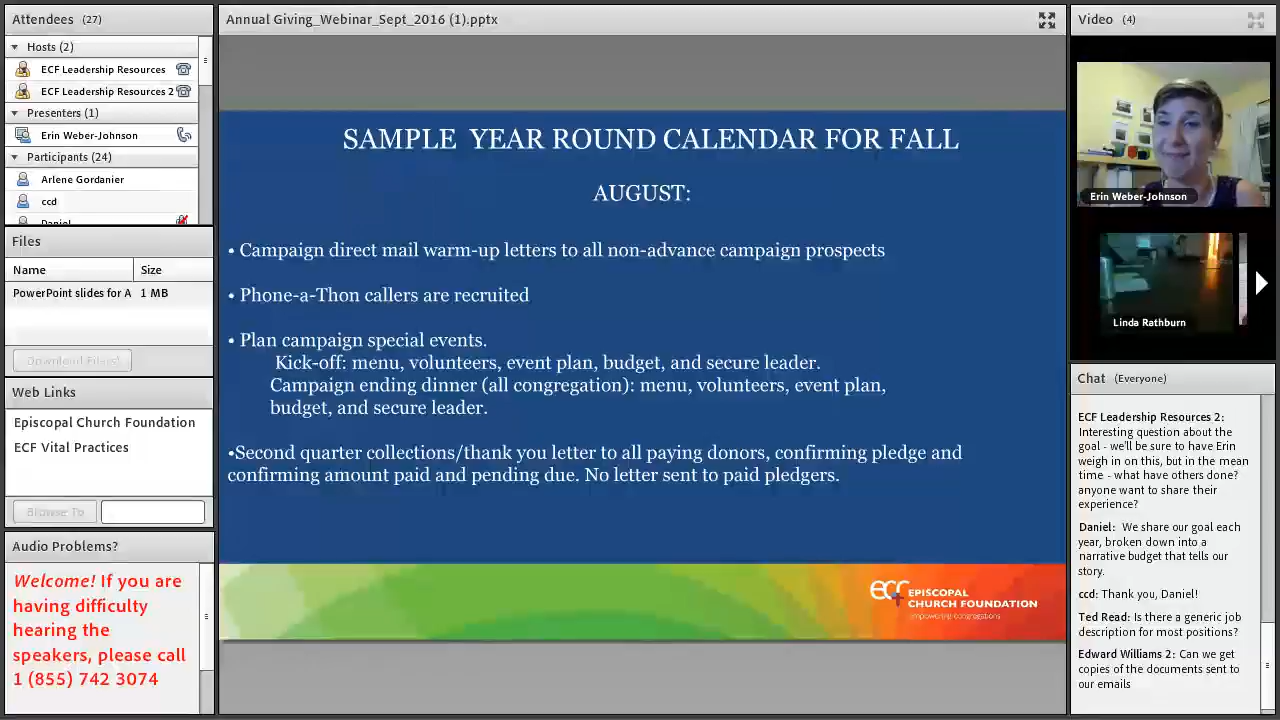 Attendees (27)
Hosts (2)
ECF Leadership Resources
ECF Leadership Resources 2
Presenters (1)
Erin Weber-Johnson
Participants (24)
Arlene Gordanier
ccd
Daniel
Files
Name Size
PowerPoint slides for A 1 MB
Download File(s)
Web Links
Episcopal Church Foundation
ECF Vital Practices
Browse To
Audio Problems?
Welcome! If you are
having difficulty
hearing the
speakers, please call
1 (855) 742 3074
Annual Giving_Webinar_Sept_2016 (1).pptx
SAMPLE YEAR ROUND CALENDAR FOR FALL
AUGUST:
• Campaign direct mail warm-up letters to all non-advance campaign prospects
• Phone-a-Thon callers are recruited
• Plan campaign special events.
Kick-off: menu, volunteers, event plan, budget, and secure leader.
Campaign ending dinner (all congregation): menu, volunteers, event plan,
budget, and secure leader.
•Second quarter collections/thank you letter to all paying donors, confirming pledge and
confirming amount paid and pending due. No letter sent to paid pledgers.
ecf EPISCOPAL
CHURCH FOUNDATION
empowering congregations
Video (4)
Erin Weber-Johnson
Linda Rathburn
Chat (Everyone)
ECF Leadership Resources 2:
Interesting question about the
goal - we'll be sure to have Erin
weigh in on this, but in the mean
time - what have others done?
anyone want to share their
experience?
Daniel: We share our goal each
year, broken down into a
narrative budget that tells our
story.
ccd: Thank you, Daniel!
Ted Read: Is there a generic job
description for most positions?
Edward Williams 2: Can we get
copies of the documents sent to
our emails